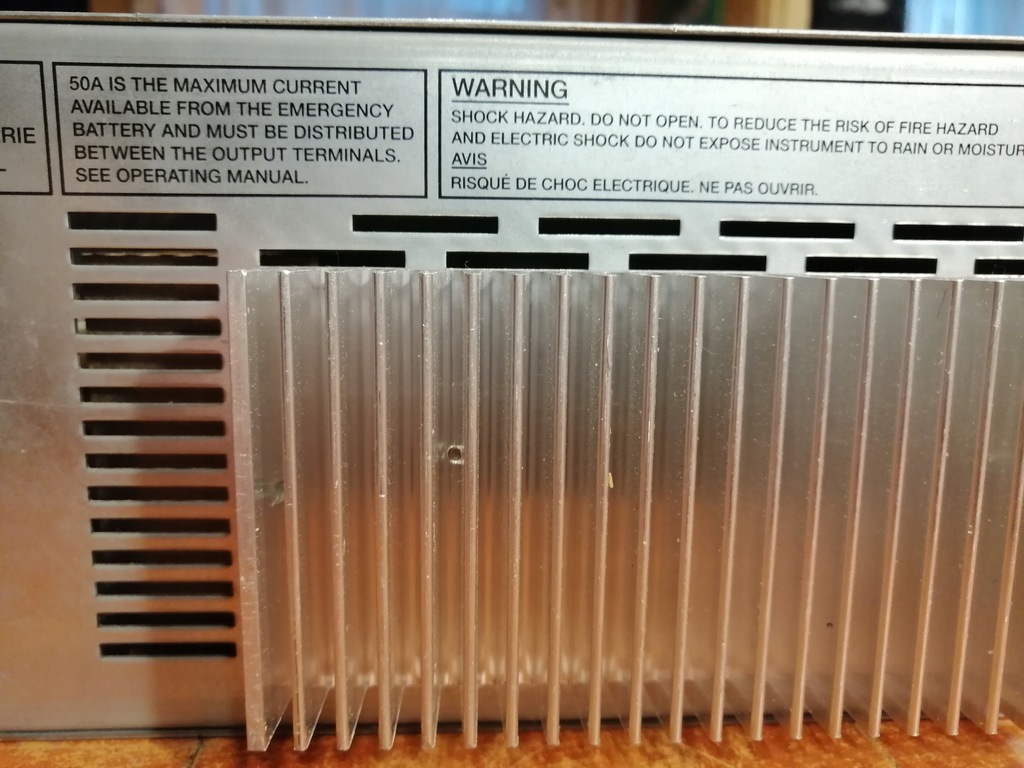 RIE
50A IS THE MAXIMUM CURRENT
AVAILABLE FROM THE EMERGENCY
BATTERY AND MUST BE DISTRIBUTED
BETWEEN THE OUTPUT TERMINALS.
SEE OPERATING MANUAL.
WARNING
SHOCK HAZARD. DO NOT OPEN. TO REDUCE THE RISK OF FIRE HAZARD
AND ELECTRIC SHOCK DO NOT EXPOSE INSTRUMENT TO RAIN OR MOISTUR
AVIS
RISQUÉ DE CHOC ELECTRIQUE. NE PAS OUVRIR.